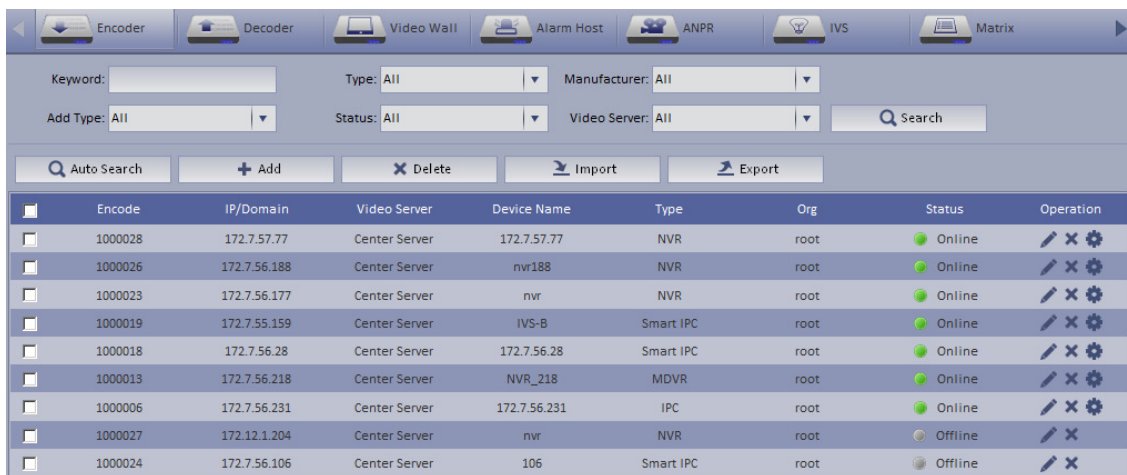 Encoder Decoder Video Wall Alarm Host ANPR IVS Matrix
Keyword: Type: All Manufacturer: All
Add Type: All Status: All Video Server: All Search
Auto Search Add Delete Import Export
Encode IP/Domain Video Server Device Name Type Org Status Operation
1000028 172.7.57.77 Center Server 172.7.57.77 NVR root Online
1000026 172.7.56.188 Center Server nvr188 NVR root Online
1000023 172.7.56.177 Center Server nvr NVR root Online
1000019 172.7.55.159 Center Server IVS-B Smart IPC root Online
1000018 172.7.56.28 Center Server 172.7.56.28 Smart IPC root Online
1000013 172.7.56.218 Center Server NVR_218 MDVR root Online
1000006 172.7.56.231 Center Server 172.7.56.231 IPC root Online
1000027 172.12.1.204 Center Server nvr NVR root Offline
1000024 172.7.56.106 Center Server 106 Smart IPC root Offline